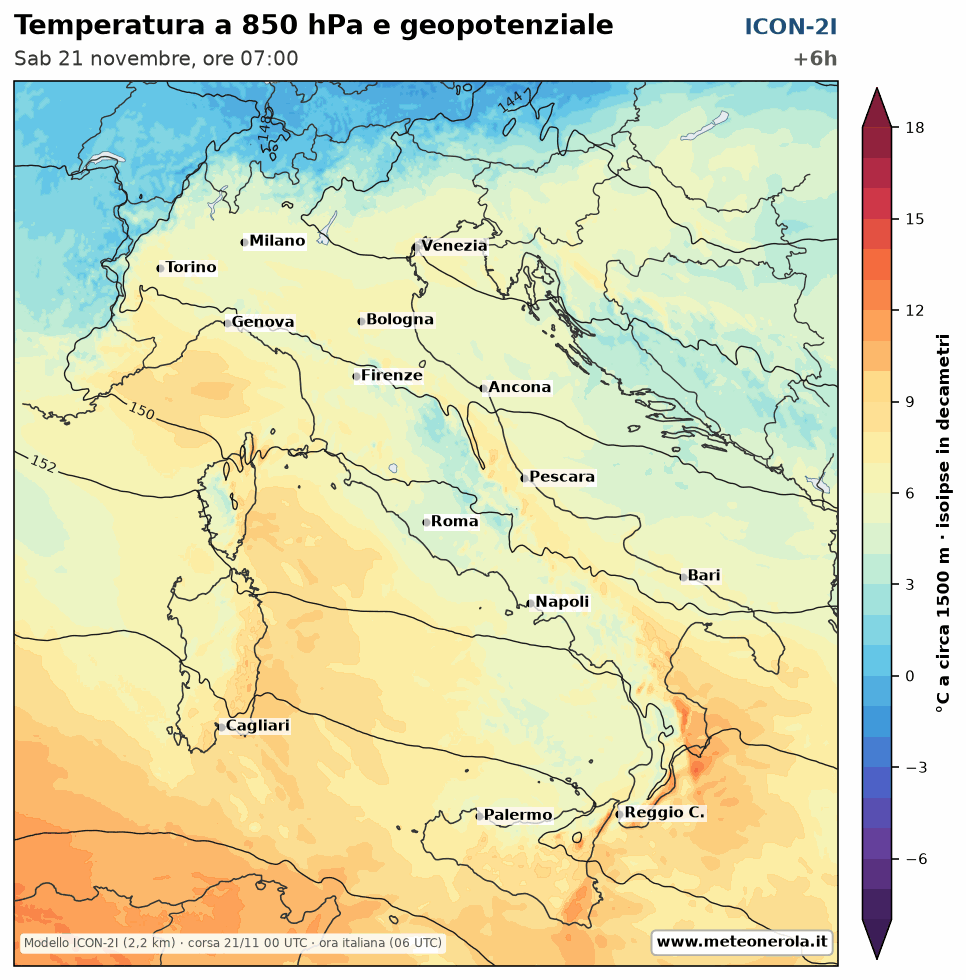 Temperatura a 850 hPa e geopotenziale
ICON-2I
Sab 21 novembre, ore 07:00
+6h
144
148
18
15
12
9
6
3
0
−3
−6
°C a circa 1500 m · isoipse in decametri
Milano
Venezia
Torino
Genova
Bologna
Firenze
Ancona
150
152
Pescara
Roma
Bari
Napoli
Cagliari
Palermo
Reggio C.
Modello ICON-2I (2,2 km) · corsa 21/11 00 UTC · ora italiana (06 UTC)
www.meteonerola.it